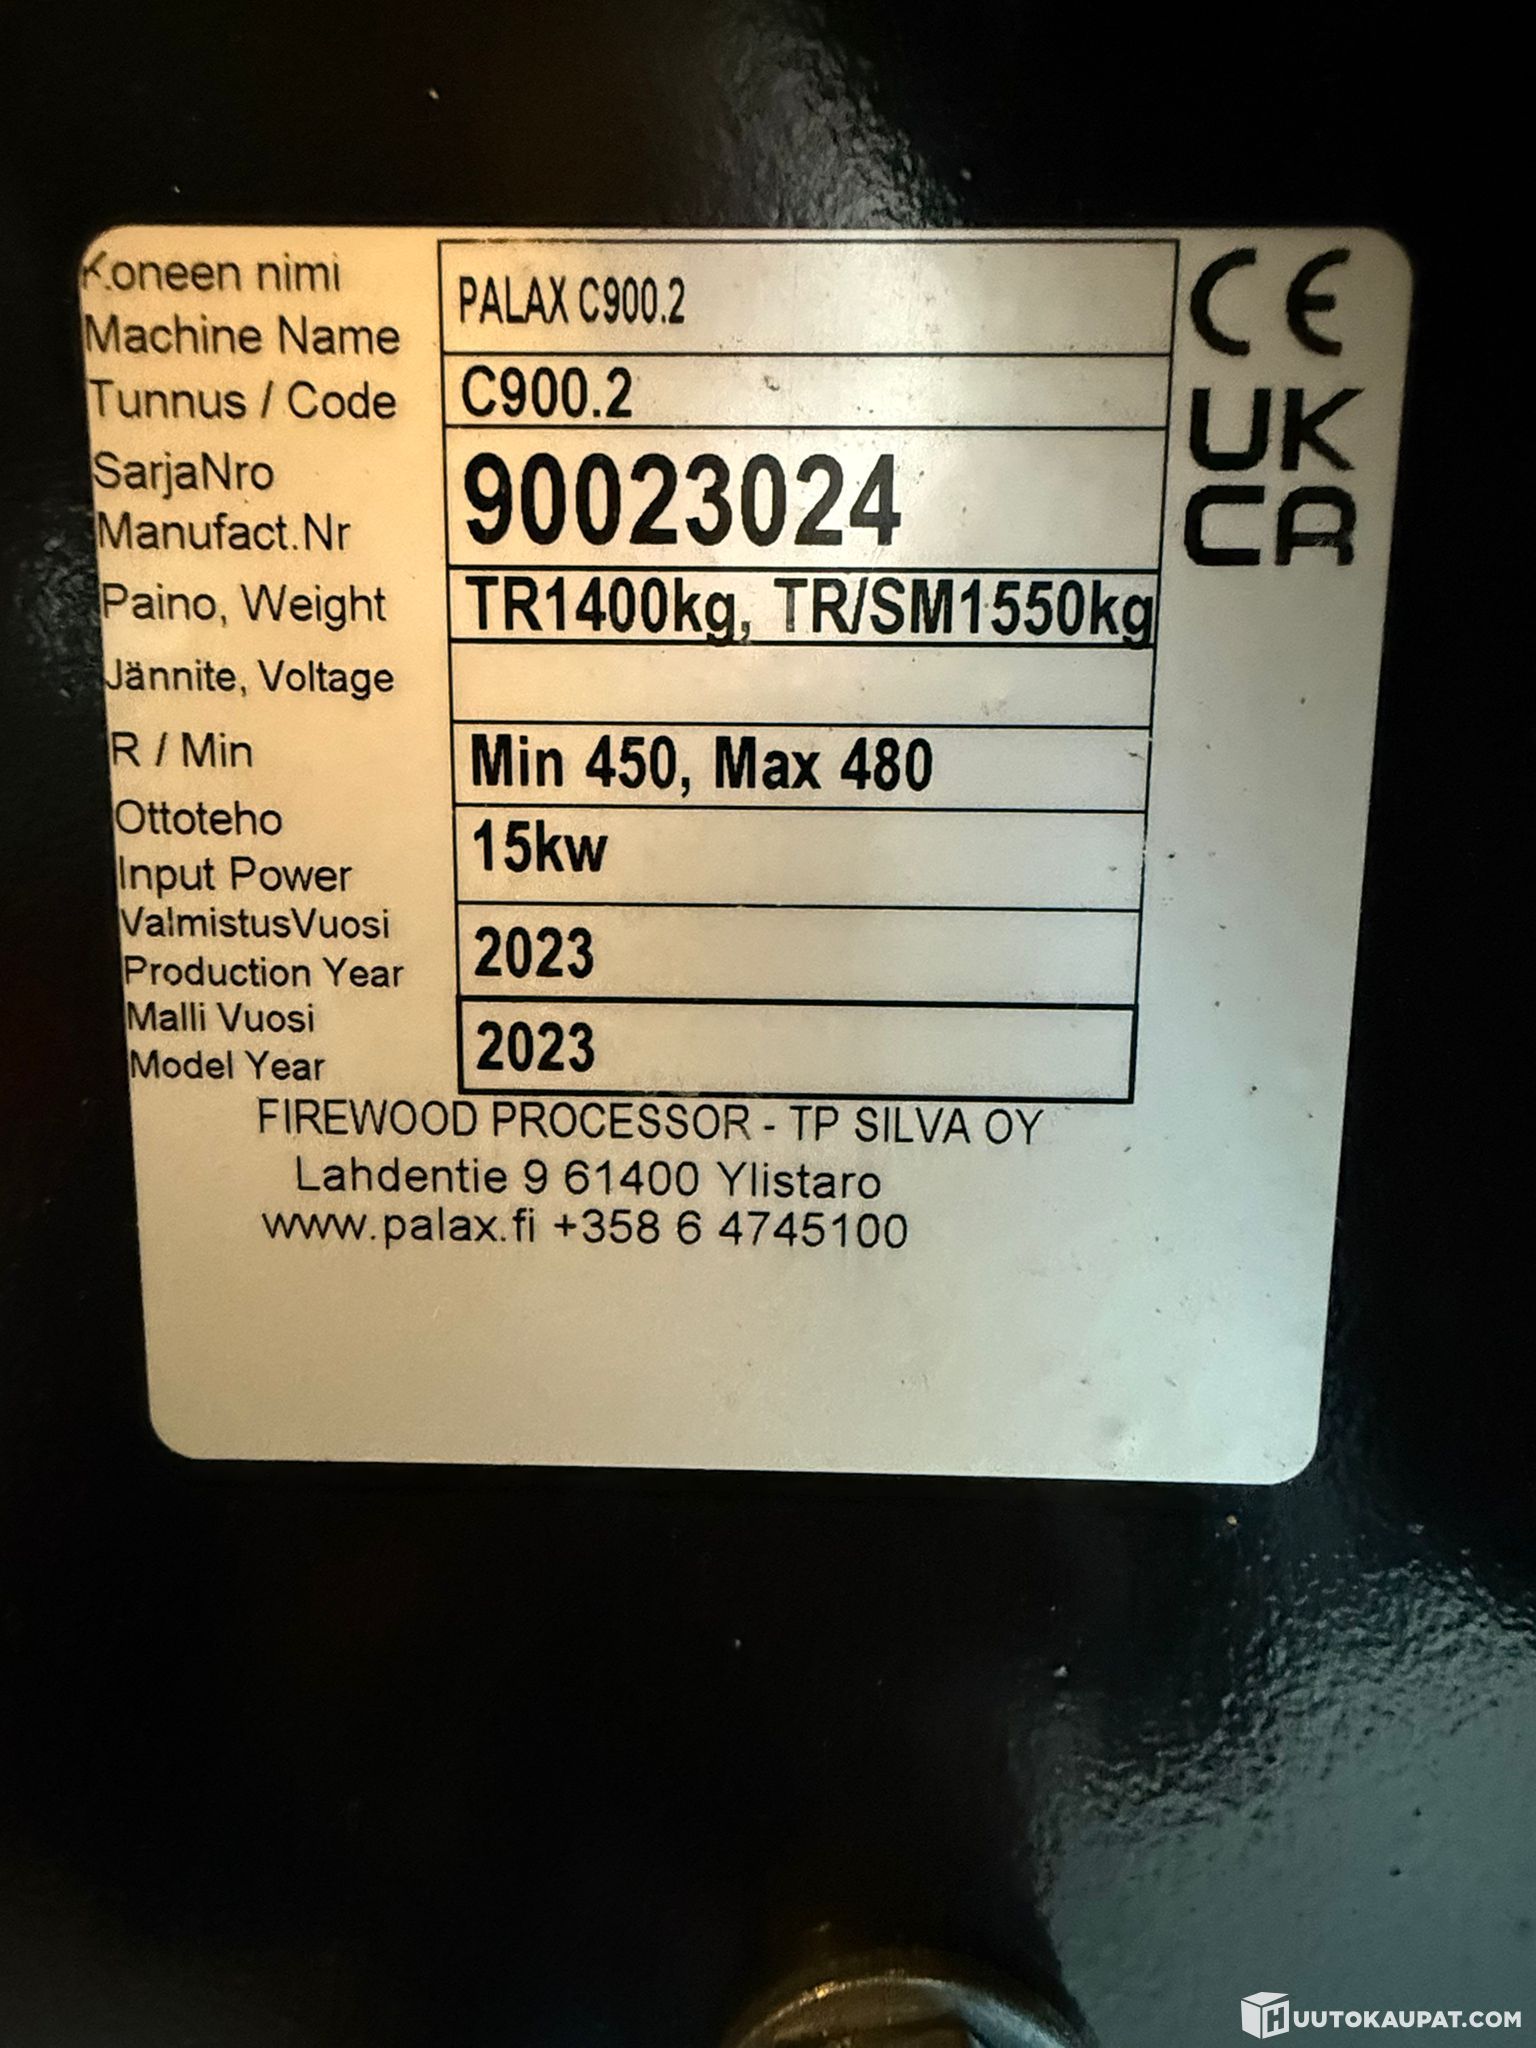 Koneen nimi
Machine Name
PALAX C900.2
Tunnus / Code
C900.2
SarjaNro
Manufact.Nr
90023024
Paino, Weight
TR1400kg, TR/SM1550kg
Jännite, Voltage
R / Min
Min 450, Max 480
Ottoteho
Input Power
15kw
ValmistusVuosi
Production Year
2023
Malli Vuosi
Model Year
2023
CE
UK
CA
FIREWOOD PROCESSOR - TP SILVA OY
Lahdentie 9 61400 Ylistaro
www.palax.fi +358 6 4745100
HUUTOKAUPAT.COM